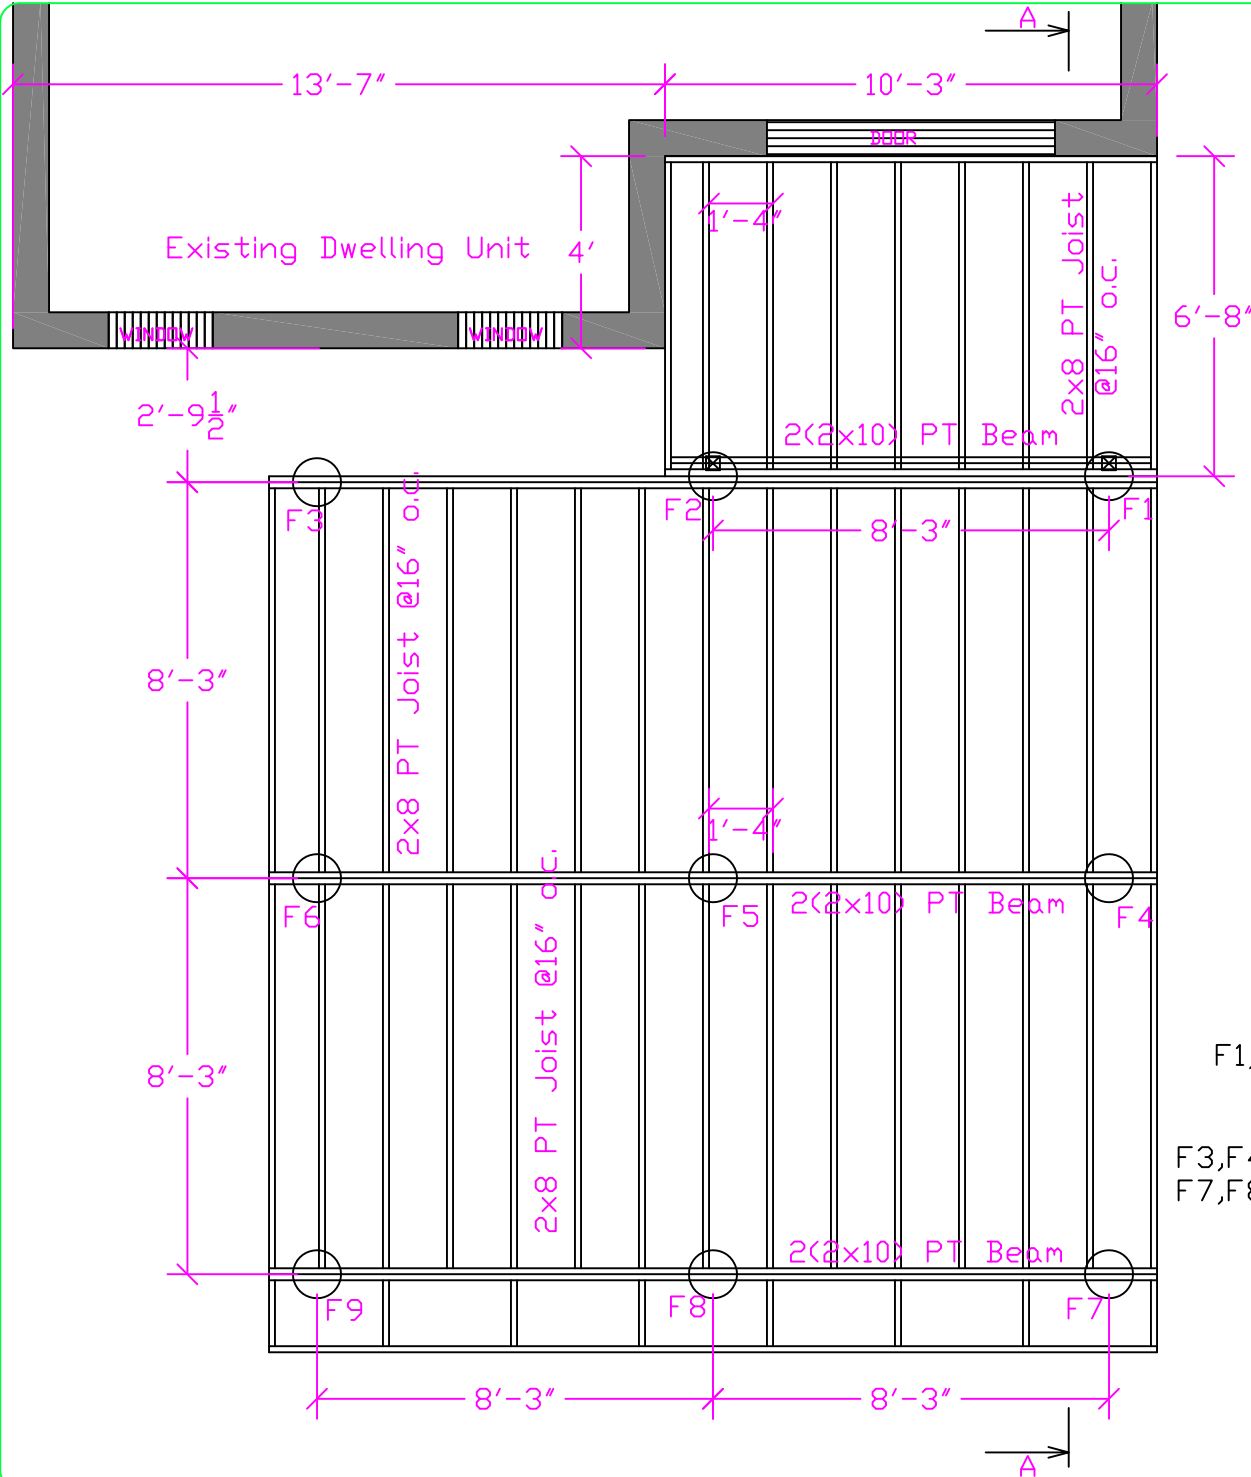 A
13'-7"
10'-3"
DOOR
1'-4"
Existing Dwelling Unit
4'
2x8 PT Joist
@16" o.c.
6'-8"
WINDOW
WINDOW
2'-9 1/2"
2(2x10) PT Beam
F3
F2
F1
8'-3"
2x8 PT Joist @16" o.c.
8'-3"
1'-4"
2(2x10) PT Beam
F6
F5
F4
2x8 PT Joist @16" o.c.
F1,
8'-3"
F3,F4
F7,F8
2(2x10) PT Beam
F9
F8
F7
8'-3"
8'-3"
A